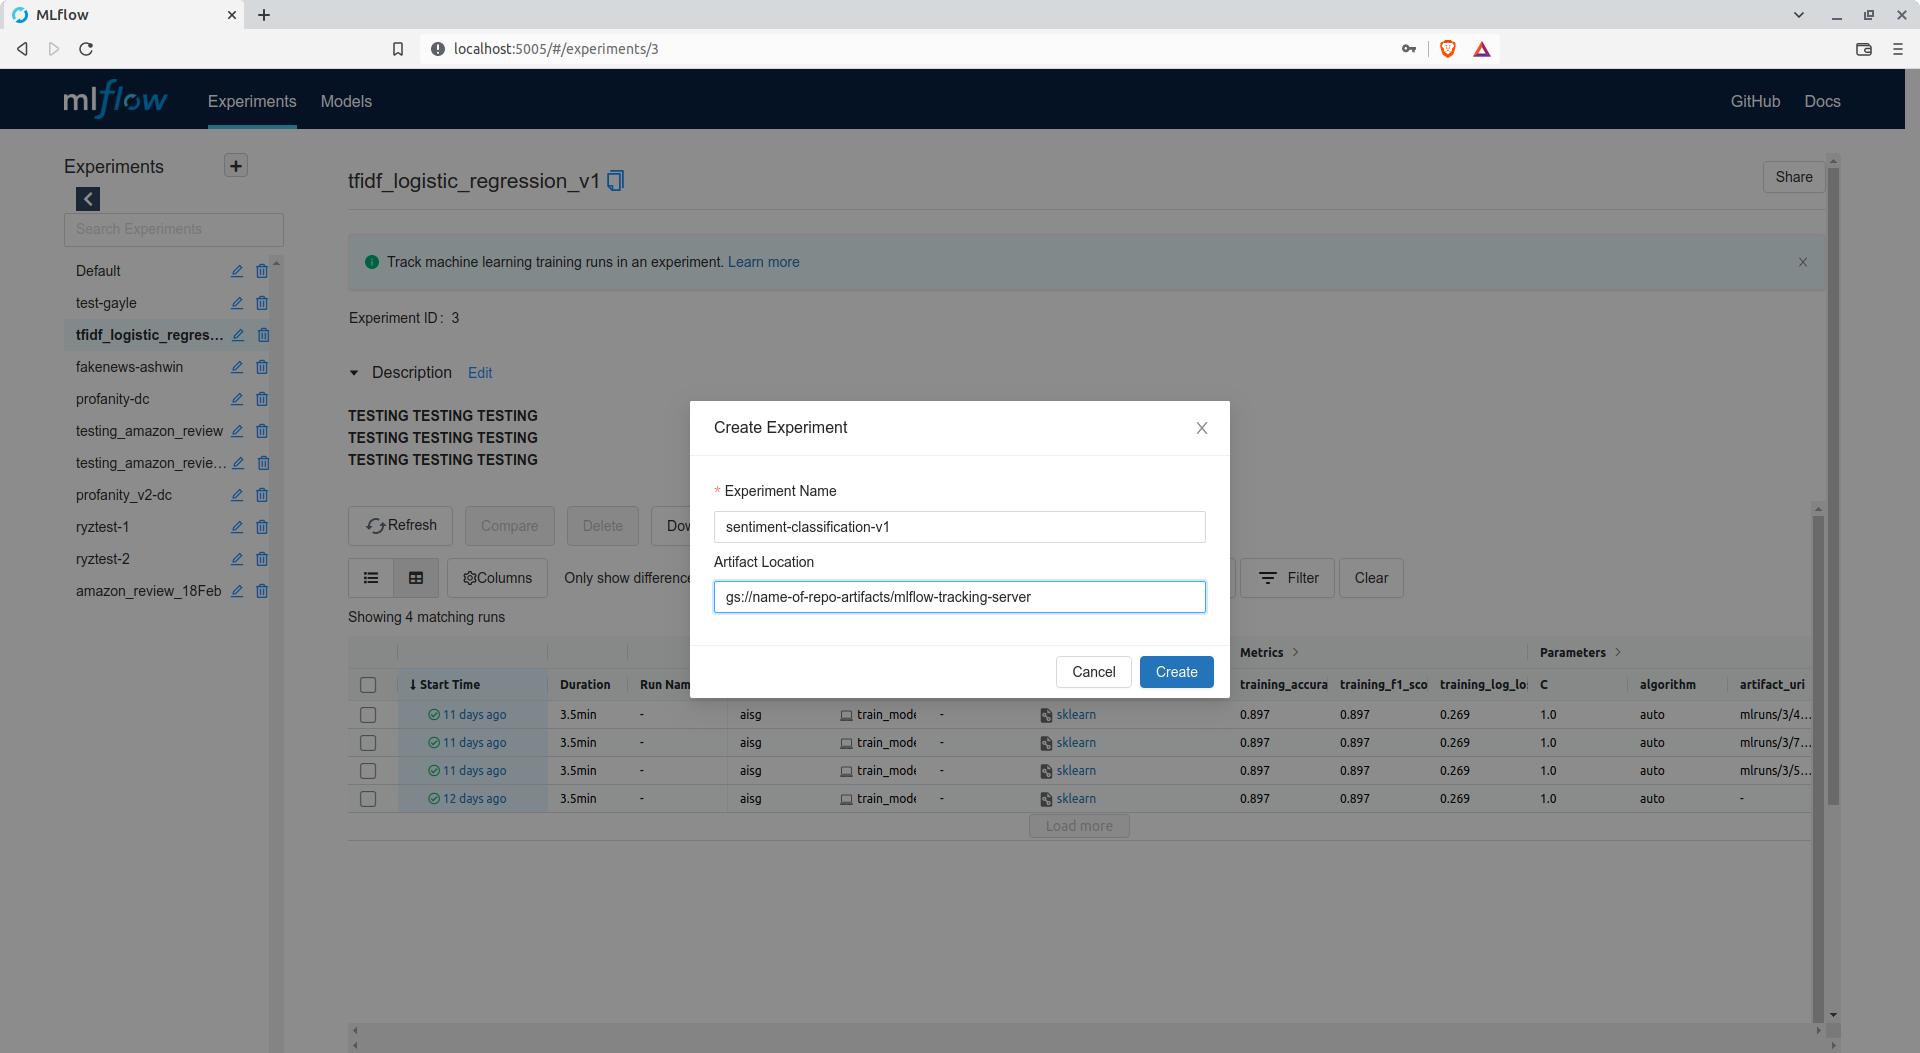 MLflow
localhost:5005/#/experiments/3
mlflow
Experiments
Models
GitHub
Docs
Experiments
Search Experiments
Default
test-gayle
tfidf_logistic_regres...
fakenews-ashwin
profanity-dc
testing_amazon_review
testing_amazon_revie...
profanity_v2-dc
ryztest-1
ryztest-2
amazon_review_18Feb
tfidf_logistic_regression_v1
Share
Track machine learning training runs in an experiment. Learn more
Experiment ID: 3
Description Edit
TESTING TESTING TESTING
TESTING TESTING TESTING
TESTING TESTING TESTING
Create Experiment
* Experiment Name
sentiment-classification-v1
Artifact Location
gs://name-of-repo-artifacts/mlflow-tracking-server
Cancel Create
Refresh Compare Delete
Columns Only show Filter Clear
Showing 4 matching runs
Metrics Parameters
Start Time Duration Run Nam training_accura training_f1_sco training_log_lo C algorithm artifact_uri
11 days ago 3.5min - aisg train_mode - sklearn 0.897 0.897 0.269 1.0 auto mlruns/3/4...
11 days ago 3.5min - aisg train_mode - sklearn 0.897 0.897 0.269 1.0 auto mlruns/3/7...
11 days ago 3.5min - aisg train_mode - sklearn 0.897 0.897 0.269 1.0 auto mlruns/3/5...
12 days ago 3.5min - aisg train_mode - sklearn 0.897 0.897 0.269 1.0 auto -
Load more